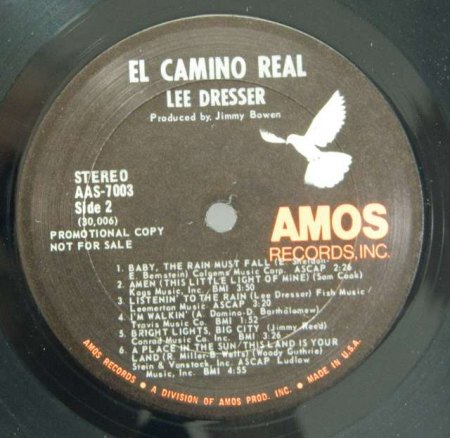 EL CAMINO REAL
LEE DRESSER
Produced by, Jimmy Bowen
STEREO
AAS-7003
Side 2
(30,006)
PROMOTIONAL COPY
NOT FOR SALE
AMOS
RECORDS, INC.
1. BABY, THE RAIN MUST FALL (E. Sheldon-
E. Bernstein) Colgems Music Corp. ASCAP 2:26
2. AMEN (THIS LITTLE LIGHT OF MINE) (Sam Cook)
Kags Music, Inc. BMI 3:50
3. LISTENIN' TO THE RAIN (Lee Dresser) Fish Music/
Leemerton Music ASCAP 3:20
4. I'M WALKIN' (A. Domino-D. Bartholomew)
Travis Music Co. BMI 1:52
5. BRIGHT LIGHTS, BIG CITY (Jimmy Reed)
Conrad Music Co. Inc. BMI 3:36
6. A PLACE IN THE SUN/THIS LAND IS YOUR
LAND (R. Miller-B. Wells) (Woody Guthrie)
Stein & Vanstock, Inc. ASCAP Ludlow
Music, Inc. BMI 4:55
AMOS RECORDS • A DIVISION OF AMOS PROD. INC. • MADE IN U.S.A.